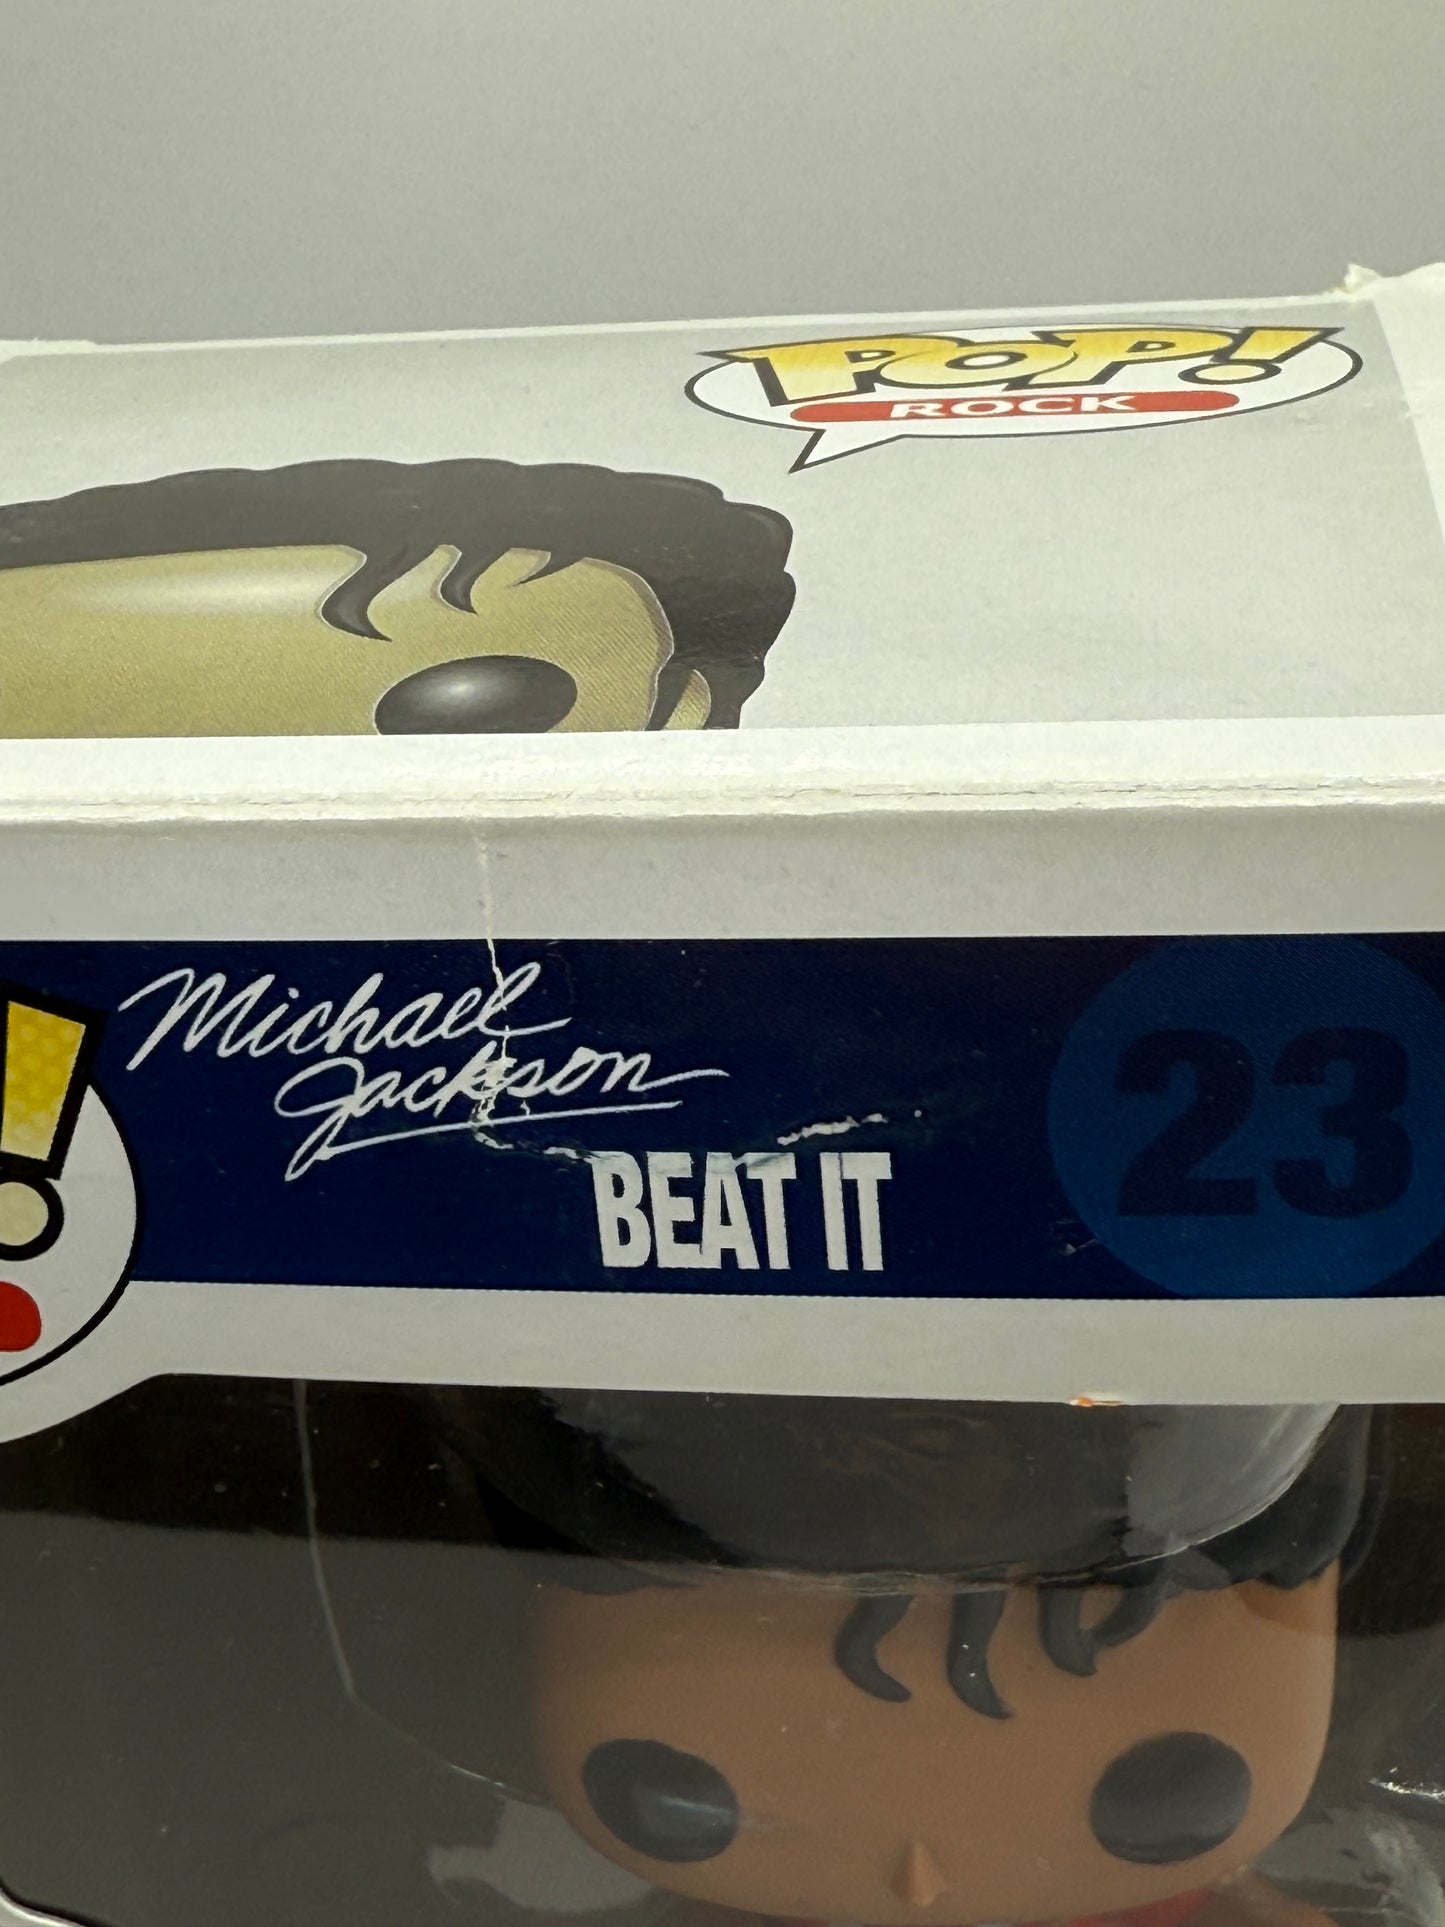 POP!
ROCK
Michael
Jackson
BEAT IT
23
!